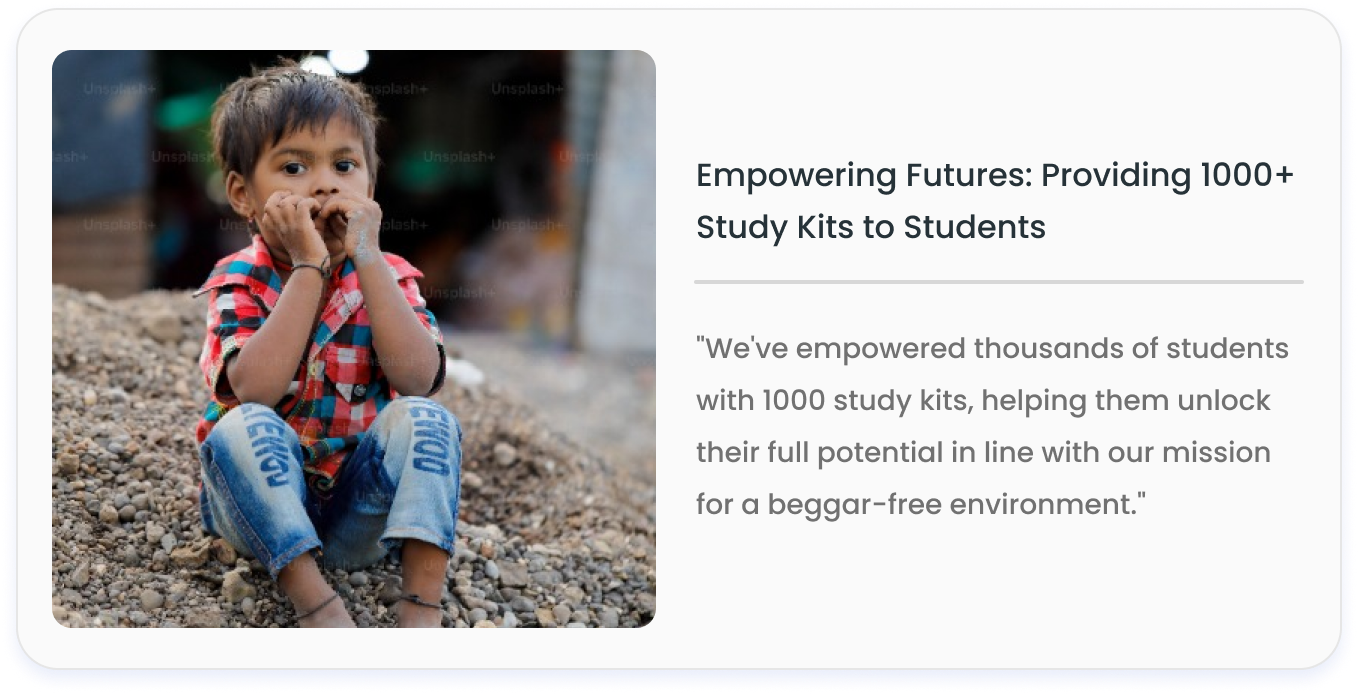 Unsplash+
Empowering Futures: Providing 1000+
Study Kits to Students
"We've empowered thousands of students
with 1000 study kits, helping them unlock
their full potential in line with our mission
for a beggar-free environment."